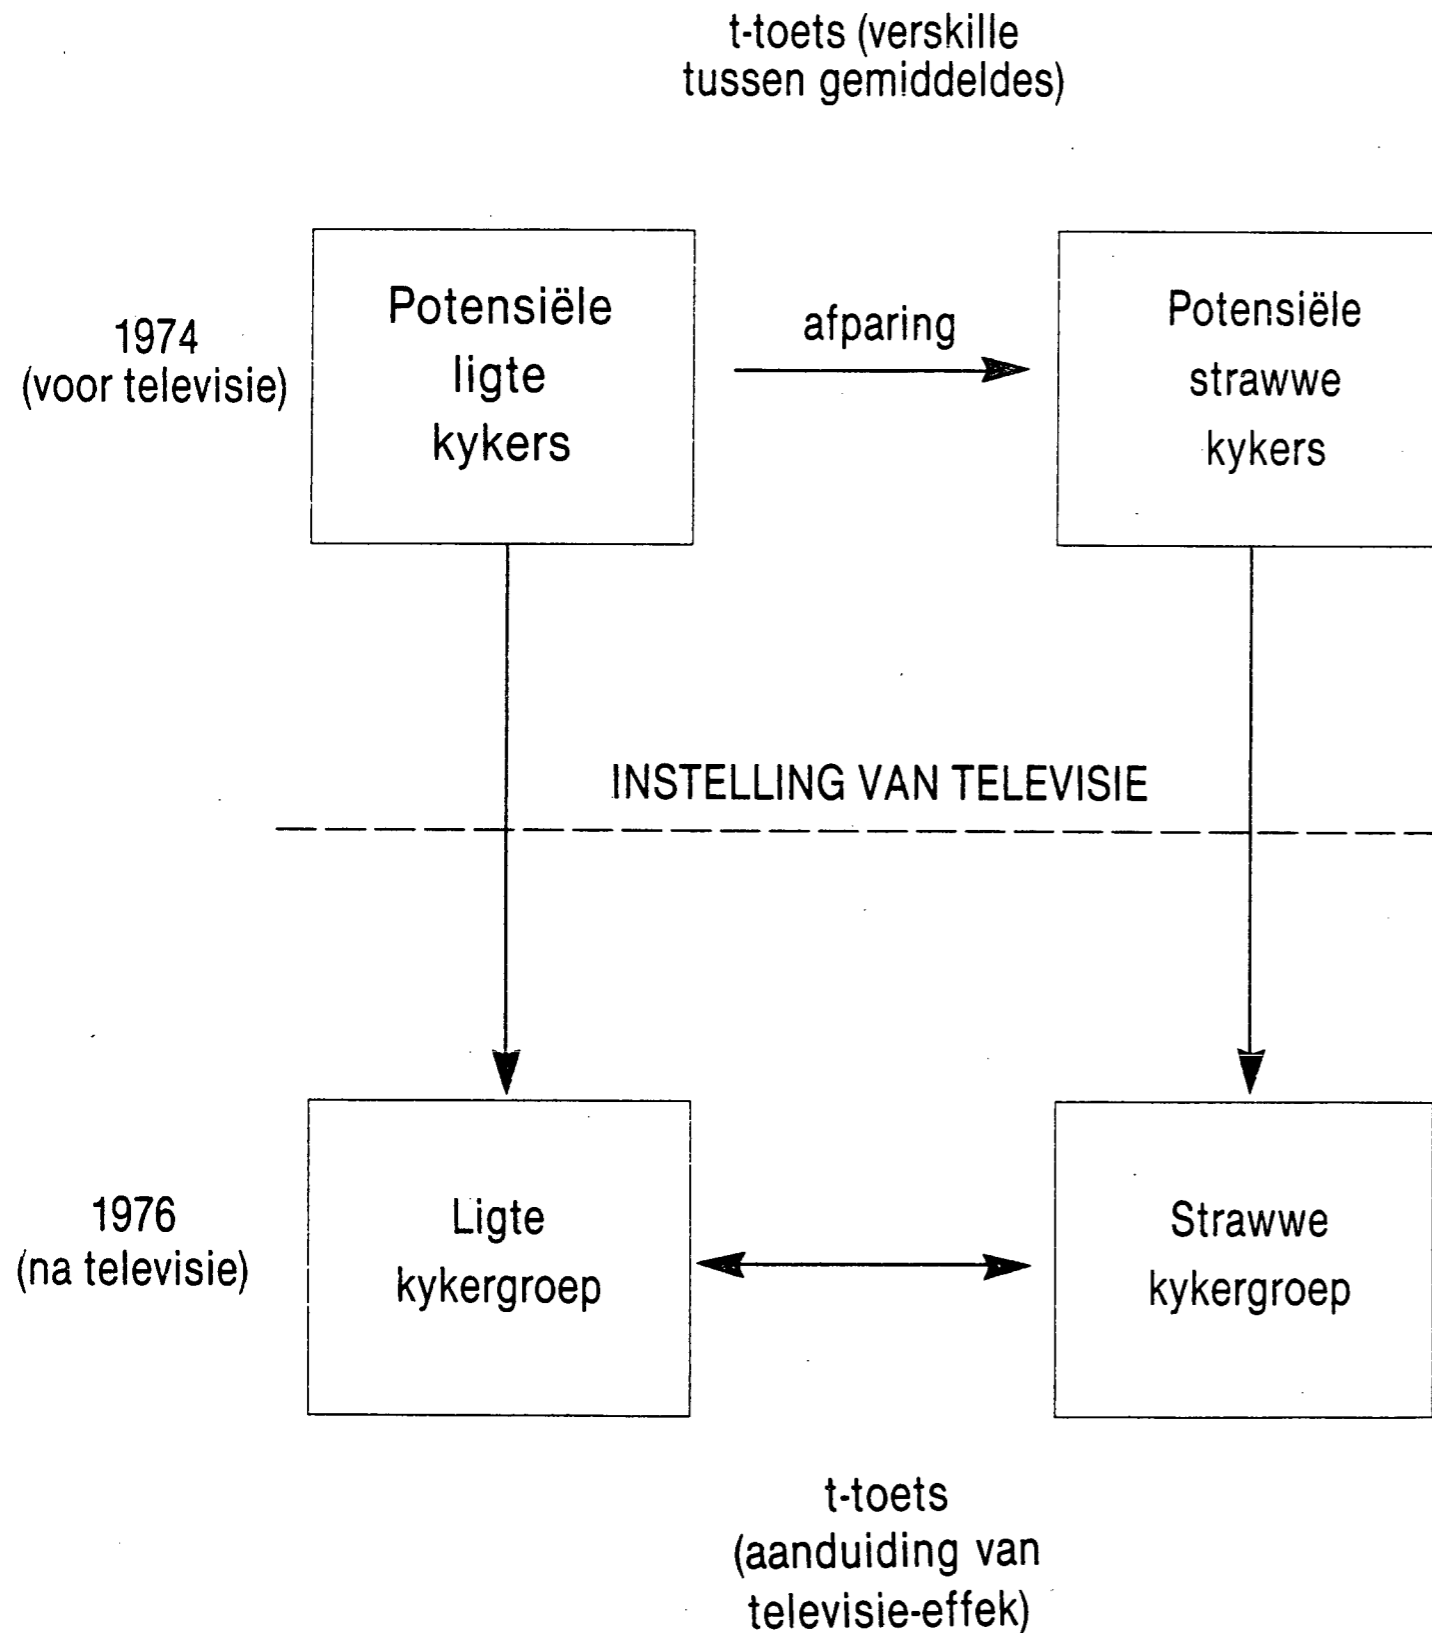 t-toets (verskille
tussen gemiddeldes)
1974
(voor televisie)
Potensiële
ligte
kykers
afparing
Potensiële
strawwe
kykers
INSTELLING VAN TELEVISIE
1976
(na televisie)
Ligte
kykergroep
Strawwe
kykergroep
t-toets
(aanduiding van
televisie-effek)